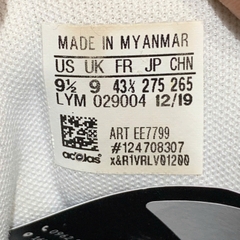 MADE IN MYANMAR
US UK FR JP CHN
9½ 9 43⅓ 275 265
LYM 029004 12/19
ART EE7799
#124708307
adidas x&R1VRLV01200